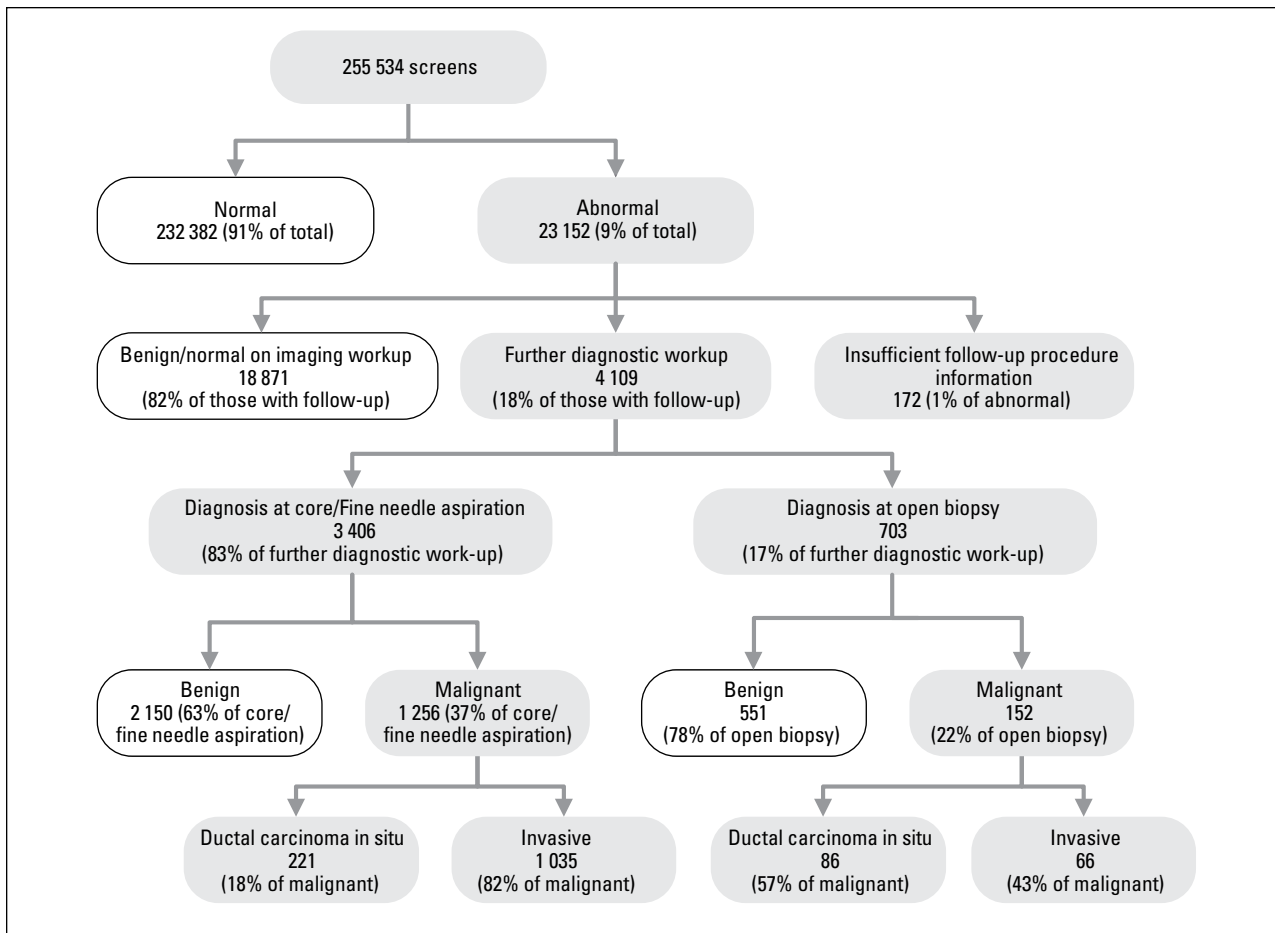 255 534 screens
Normal
232 382 (91% of total)
Abnormal
23 152 (9% of total)
Benign/normal on imaging workup
18 871
(82% of those with follow-up)
Further diagnostic workup
4 109
(18% of those with follow-up)
Insufficient follow-up procedure
information
172 (1% of abnormal)
Diagnosis at core/Fine needle aspiration
3 406
(83% of further diagnostic work-up)
Diagnosis at open biopsy
703
(17% of further diagnostic work-up)
Benign
2 150 (63% of core/
fine needle aspiration)
Malignant
1 256 (37% of core/
fine needle aspiration)
Benign
551
(78% of open biopsy)
Malignant
152
(22% of open biopsy)
Ductal carcinoma in situ
221
(18% of malignant)
Invasive
1 035
(82% of malignant)
Ductal carcinoma in situ
86
(57% of malignant)
Invasive
66
(43% of malignant)